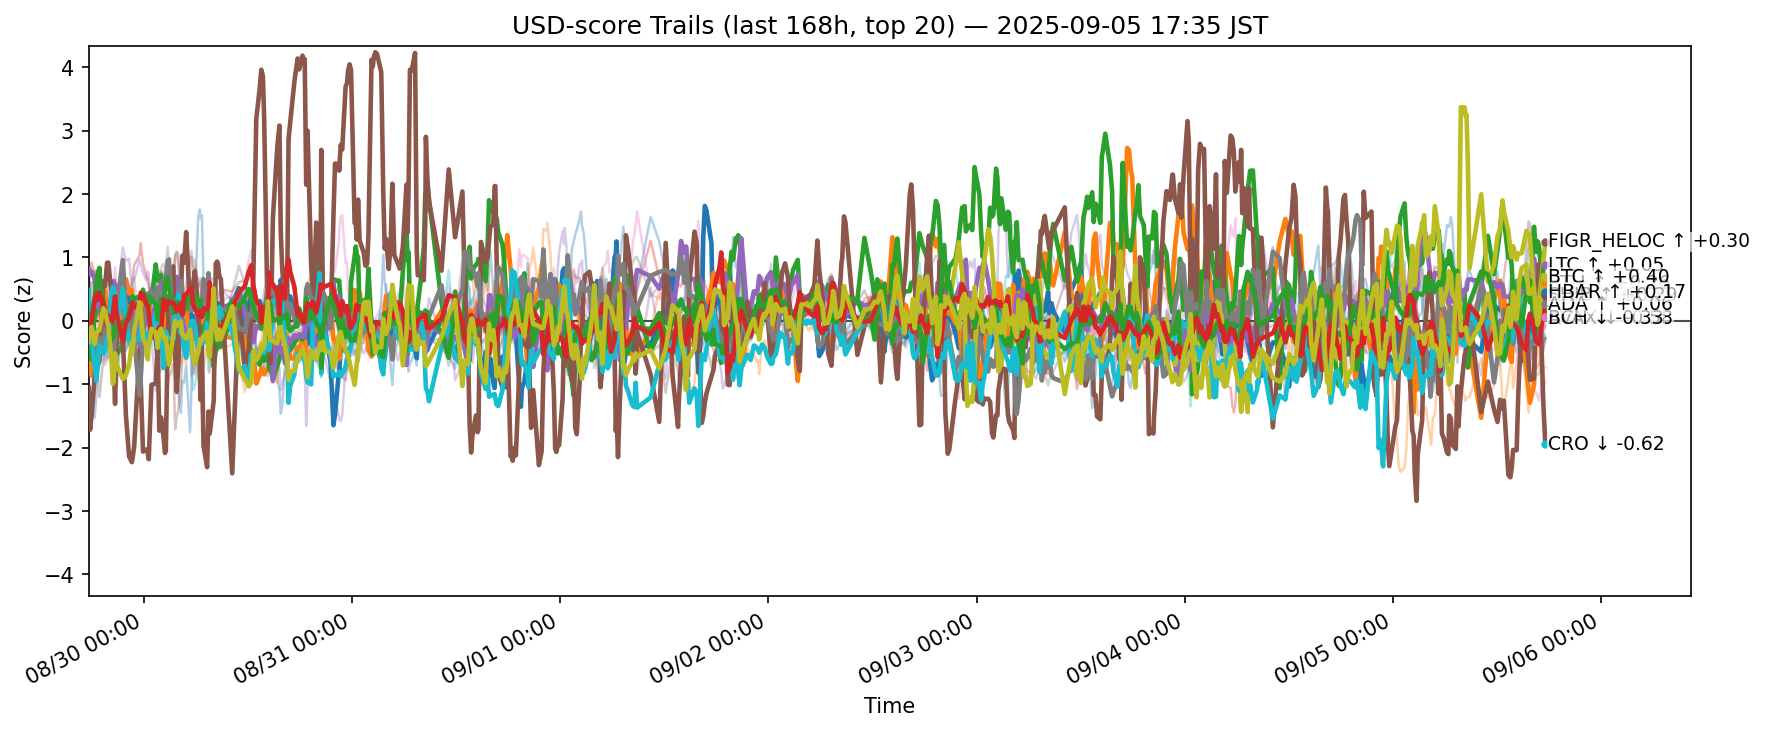 USD-score Trails (last 168h, top 20) — 2025-09-05 17:35 JST
Score (z)
4
3
2
1
0
−1
−2
−3
−4
FIGR_HELOC ↑ +0.30
LTC ↑ +0.05
BTC ↑ +0.40
HBAR ↑ +0.17
ADA ↑ +0.06
BCH ↓ -0.33
CRO ↓ -0.62
08/30 00:00
08/31 00:00
09/01 00:00
09/02 00:00
09/03 00:00
09/04 00:00
09/05 00:00
09/06 00:00
Time